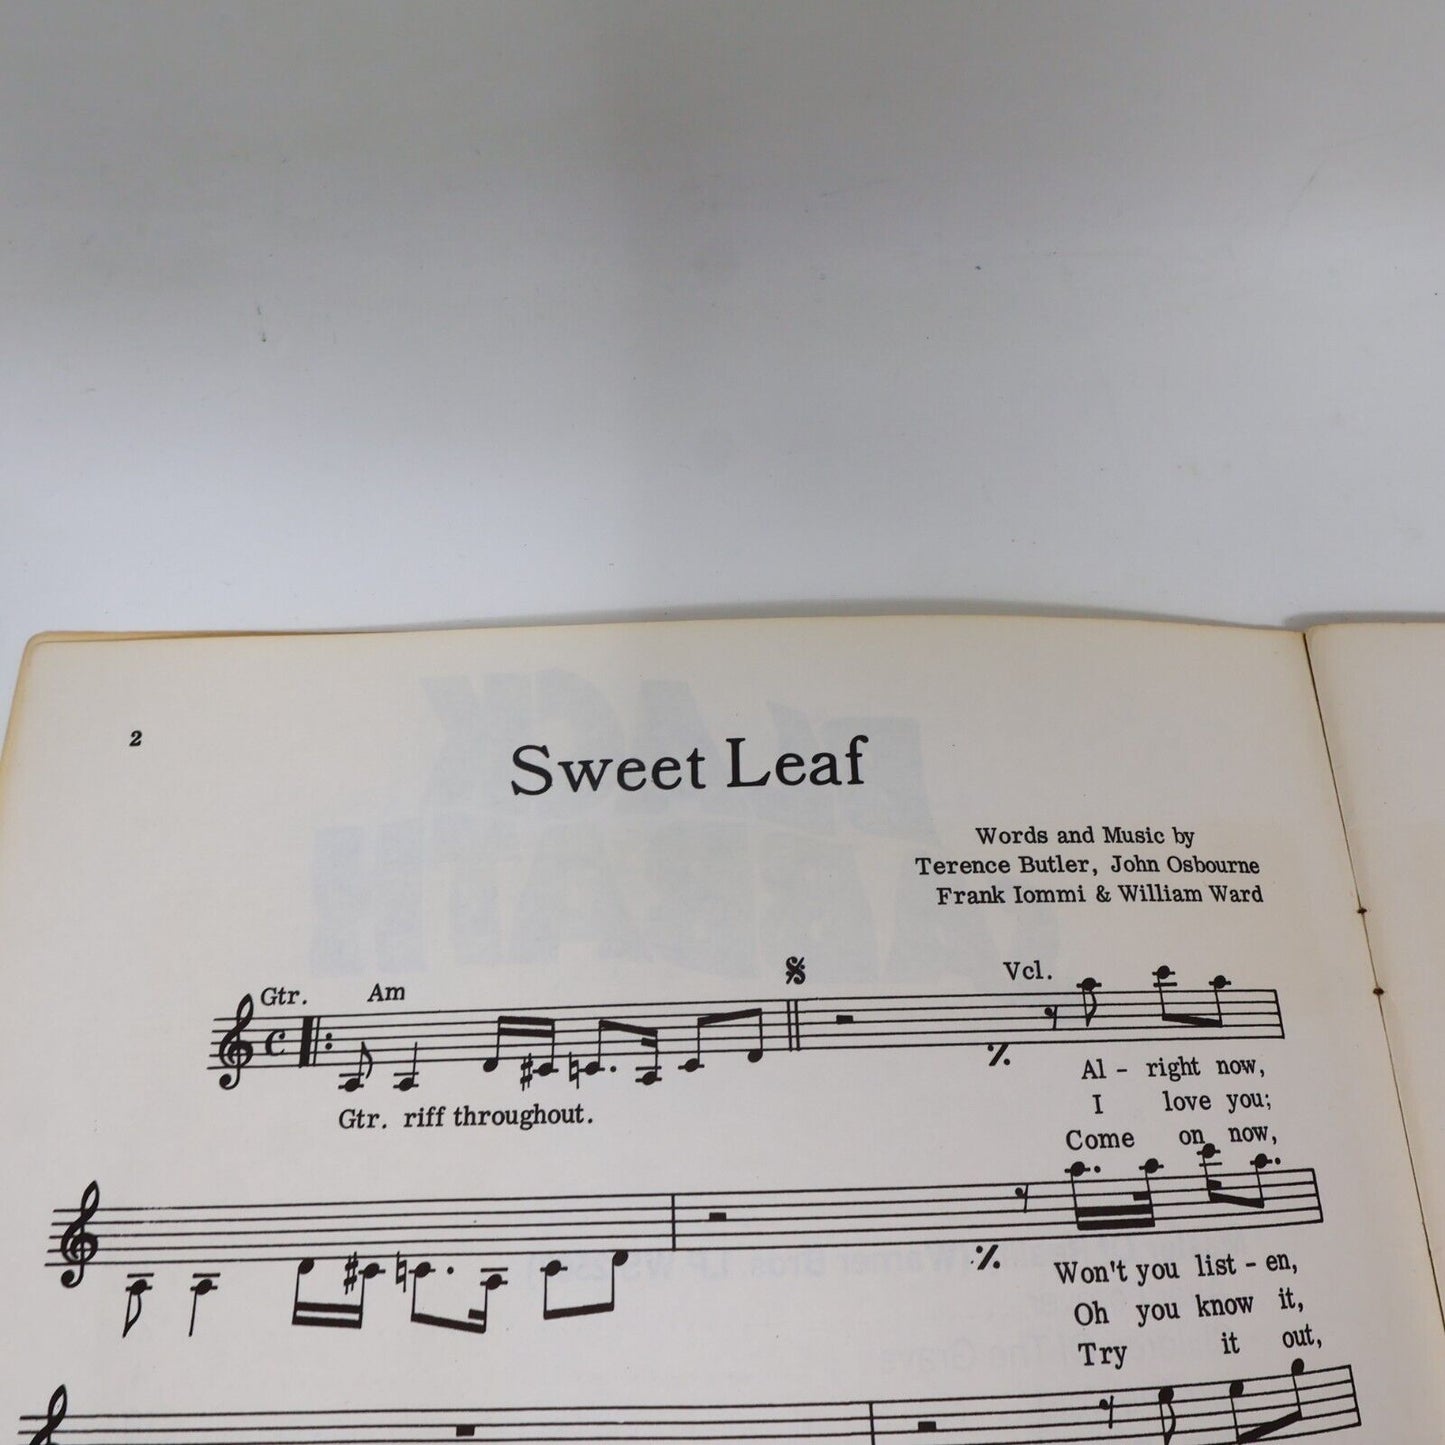 2
Sweet Leaf
Words and Music by
Terence Butler, John Osbourne
Frank Iommi & William Ward
Gtr. Am Vcl.
Al - right now,
I love you;
Come on now,
Gtr. riff throughout.
Won't you list - en,
Oh you know it,
Try it out,